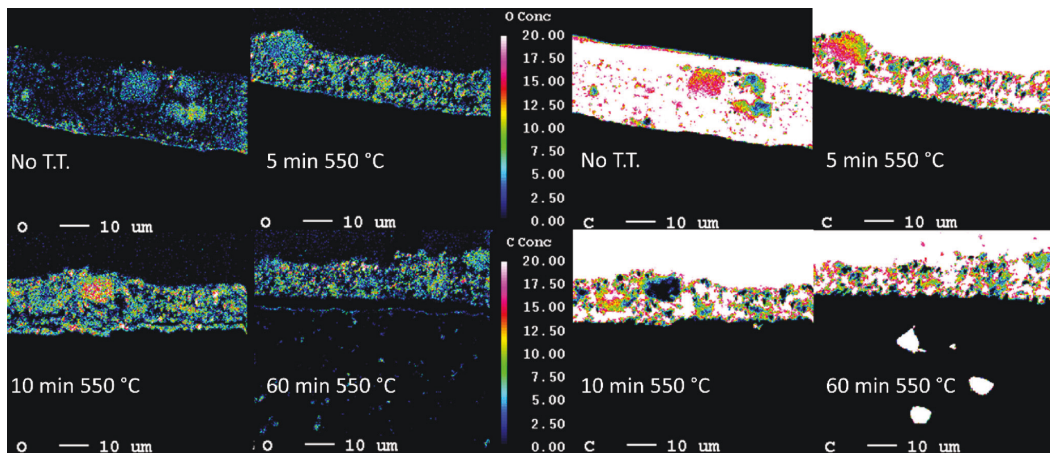 No T.T.
O 10 um
5 min 550 °C
O 10 um
O Conc
20.00
17.50
15.00
12.50
10.00
7.50
5.00
2.50
0.00
No T.T.
C 10 um
5 min 550 °C
C 10 um
10 min 550 °C
O 10 um
60 min 550 °C
O 10 um
C Conc
20.00
17.50
15.00
12.50
10.00
7.50
5.00
2.50
0.00
10 min 550 °C
C 10 um
60 min 550 °C
C 10 um